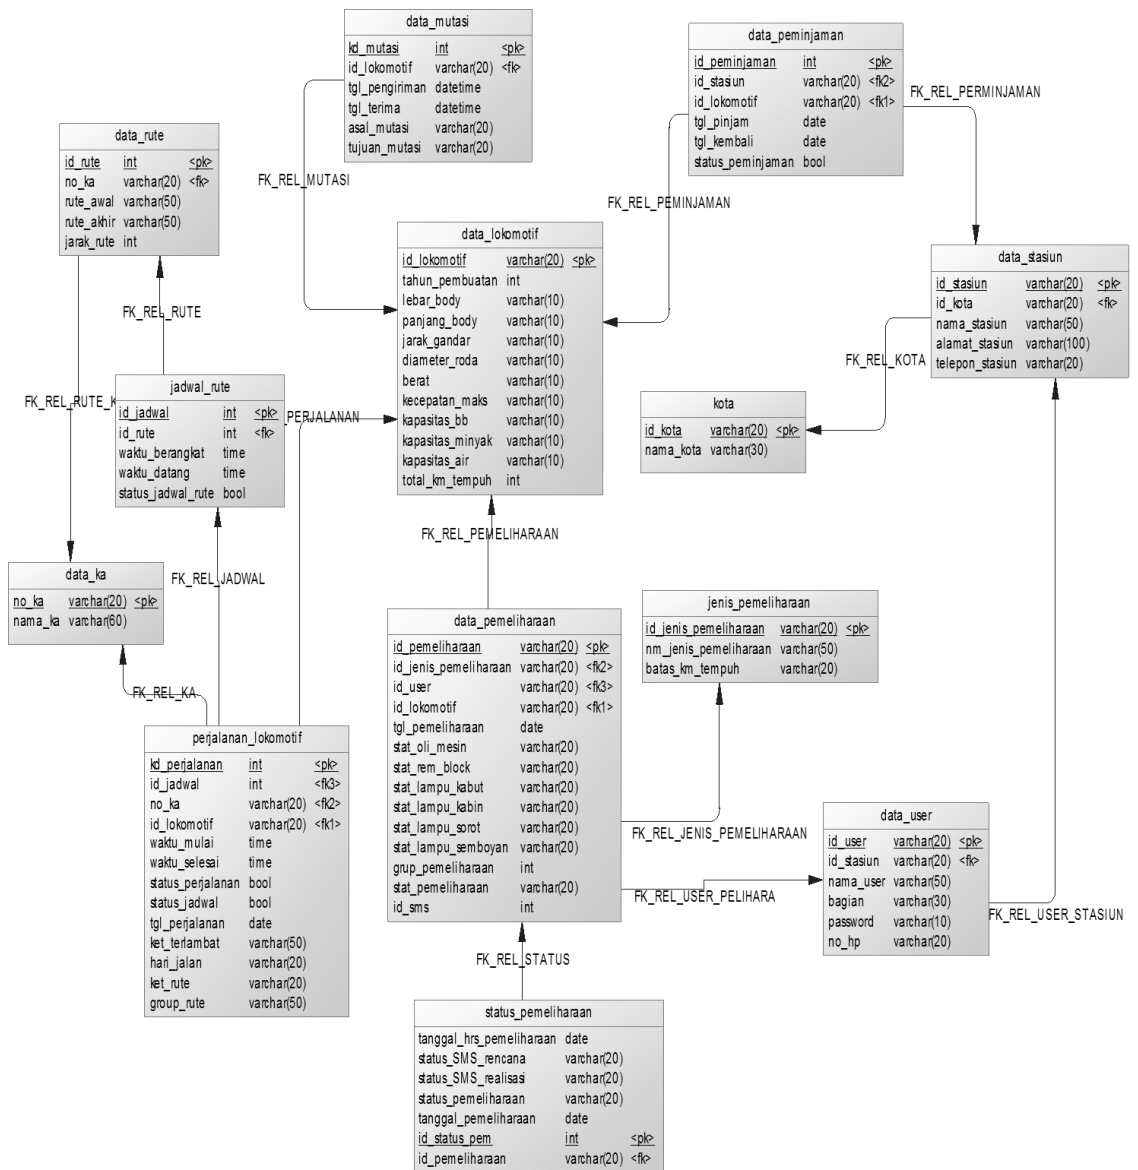 data_mutasi
kd_mutasi int <pk>
id_lokomotif varchar(20) <fk>
tgl_pengiriman datetime
tgl_terima datetime
asal_mutasi varchar(20)
tujuan_mutasi varchar(20)
data_peminjaman
id_peminjaman int <pk>
id_stasiun varchar(20) <fk2>
id_lokomotif varchar(20) <fk1>
tgl_pinjam date
tgl_kembali date
status_peminjaman bool
FK_REL_PERMINJAMAN
data_rute
id_rute int <pk>
no_ka varchar(20) <fk>
rute_awal varchar(50)
rute_akhir varchar(50)
jarak_rute int
FK_REL_MUTASI
FK_REL_PEMINJAMAN
data_lokomotif
id_lokomotif varchar(20) <pk>
tahun_pembuatan int
lebar_body varchar(10)
panjang_body varchar(10)
jarak_gandar varchar(10)
diameter_roda varchar(10)
berat varchar(10)
kecepatan_maks varchar(10)
kapasitas_bb varchar(10)
kapasitas_minyak varchar(10)
kapasitas_air varchar(10)
total_km_tempuh int
data_stasiun
id_stasiun varchar(20) <pk>
id_kota varchar(20) <fk>
nama_stasiun varchar(50)
alamat_stasiun varchar(100)
telepon_stasiun varchar(20)
FK_REL_RUTE
FK_REL_KOTA
FK_REL_RUTE_K
jadwal_rute
id_jadwal int <pk>
id_rute int <fk>
waktu_berangkat time
waktu_datang time
status_jadwal_rute bool
PERJALANAN
kota
id_kota varchar(20) <pk>
nama_kota varchar(30)
FK_REL_PEMELIHARAAN
FK_REL_JADWAL
data_ka
no_ka varchar(20) <pk>
nama_ka varchar(60)
data_pemeliharaan
id_pemeliharaan varchar(20) <pk>
id_jenis_pemeliharaan varchar(20) <fk2>
id_user varchar(20) <fk3>
id_lokomotif varchar(20) <fk1>
tgl_pemeliharaan date
stat_oli_mesin varchar(20)
stat_rem_block varchar(20)
stat_lampu_kabut varchar(20)
stat_lampu_kabin varchar(20)
stat_lampu_sorot varchar(20)
stat_lampu_semboyan varchar(20)
grup_pemeliharaan int
stat_pemeliharaan varchar(20)
id_sms int
jenis_pemeliharaan
id_jenis_pemeliharaan varchar(20) <pk>
nm_jenis_pemeliharaan varchar(50)
batas_km_tempuh varchar(20)
FK_REL_KA
perjalanan_lokomotif
kd_perjalanan int <pk>
id_jadwal int <fk3>
no_ka varchar(20) <fk2>
id_lokomotif varchar(20) <fk1>
waktu_mulai time
waktu_selesai time
status_perjalanan bool
status_jadwal bool
tgl_perjalanan date
ket_terlambat varchar(50)
hari_jalan varchar(20)
ket_rute varchar(20)
group_rute varchar(50)
FK_REL_JENIS_PEMELIHARAAN
data_user
id_user varchar(20) <pk>
id_stasiun varchar(20) <fk>
nama_user varchar(50)
bagian varchar(30)
password varchar(10)
no_hp varchar(20)
FK_REL_USER_PELIHARA
FK_REL_USER_STASIUN
FK_REL_STATUS
status_pemeliharaan
tanggal_hrs_pemeliharaan date
status_SMS_rencana varchar(20)
status_SMS_realisasi varchar(20)
status_pemeliharaan varchar(20)
tanggal_pemeliharaan date
id_status_pem int <pk>
id_pemeliharaan varchar(20) <fk>